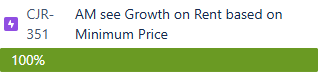 CJR-351 AM see Growth on Rent based on
Minimum Price
100%